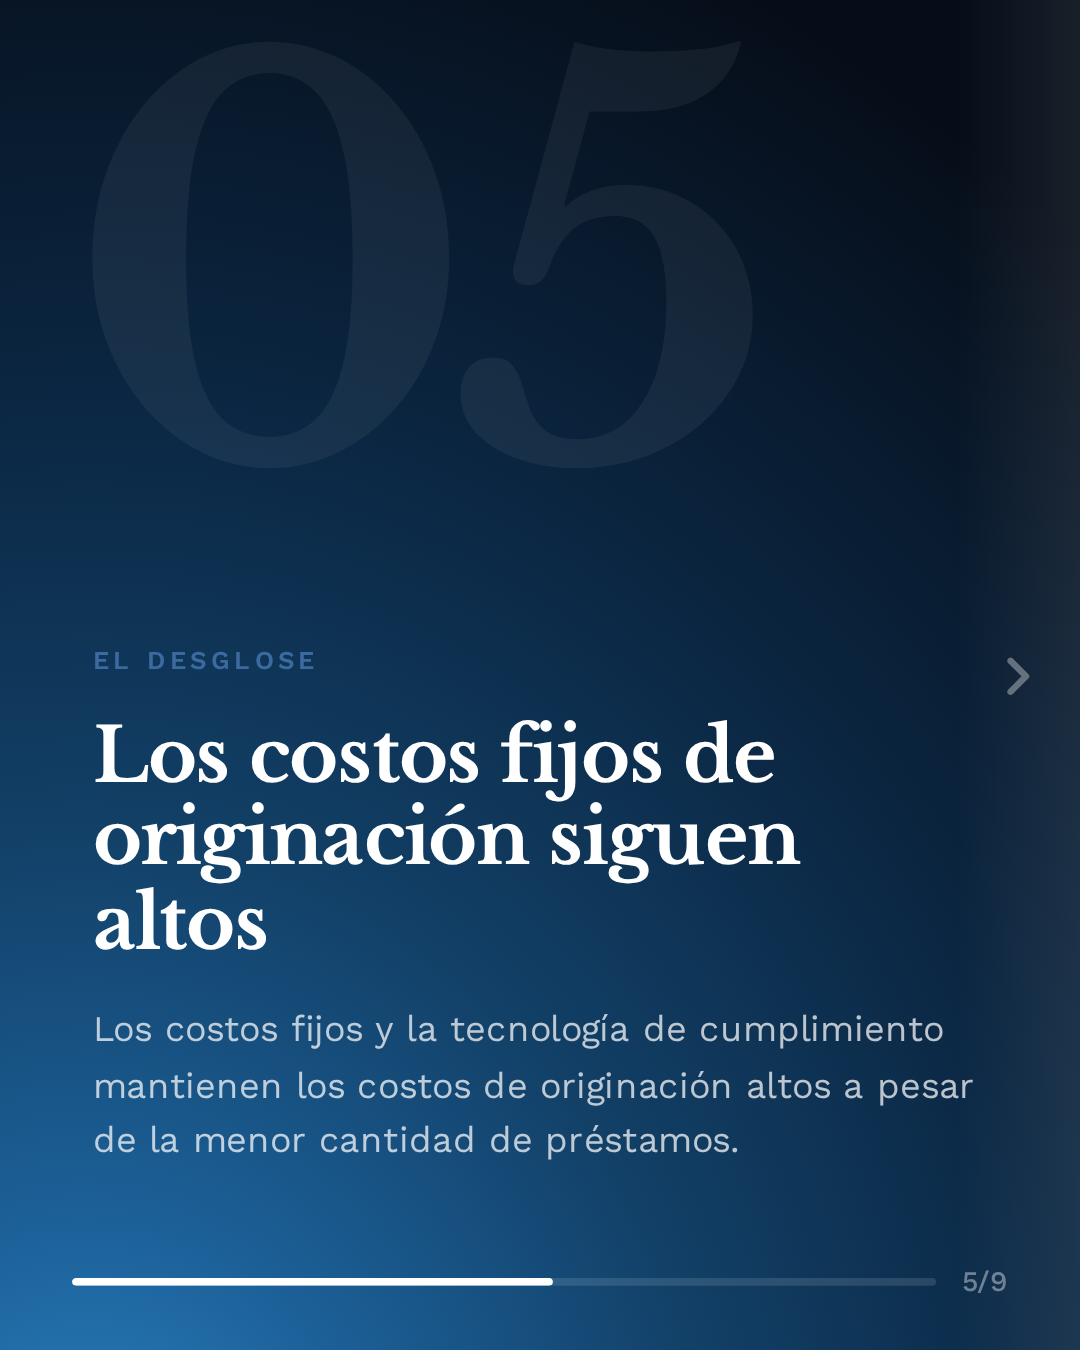 05
EL DESGLOSE
Los costos fijos de
originación siguen
altos
Los costos fijos y la tecnología de cumplimiento
mantienen los costos de originación altos a pesar
de la menor cantidad de préstamos.
5/9